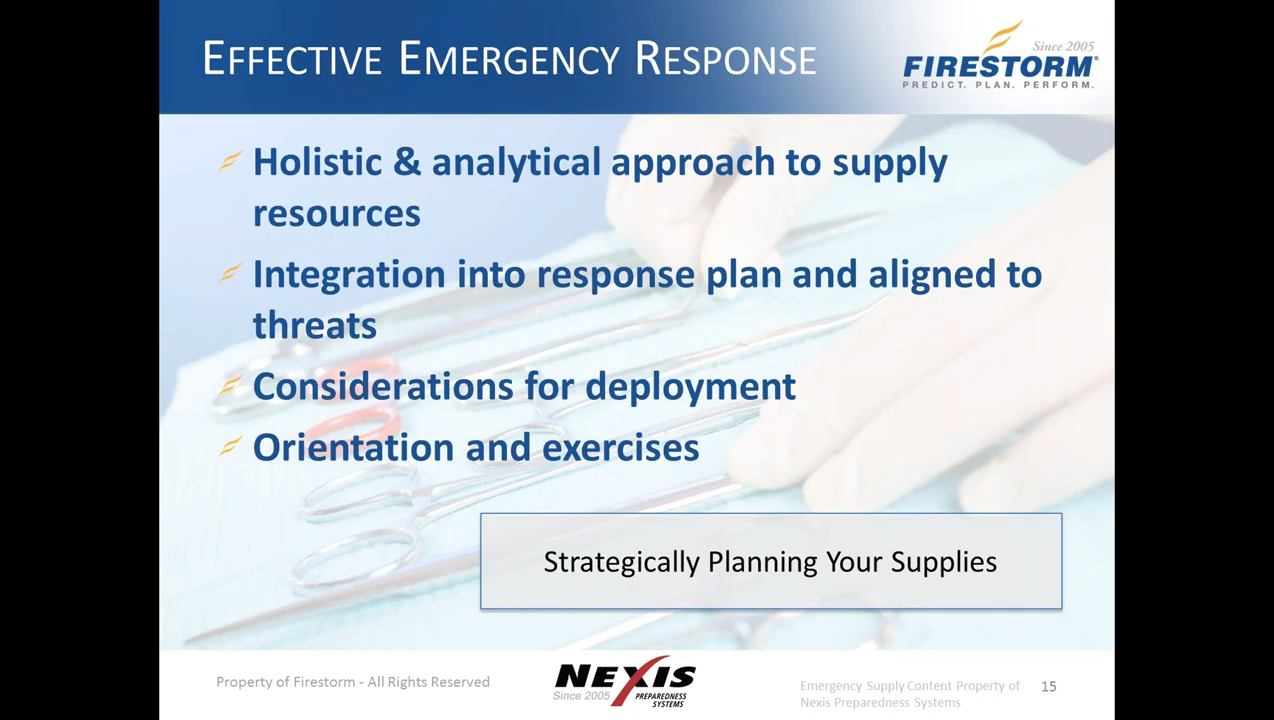 EFFECTIVE EMERGENCY RESPONSE
Since 2005
FIRESTORM®
PREDICT. PLAN. PERFORM.
Holistic & analytical approach to supply
resources
Integration into response plan and aligned to
threats
Considerations for deployment
Orientation and exercises
Strategically Planning Your Supplies
Property of Firestorm - All Rights Reserved
NEXIS
Since 2005
PREPAREDNESS
SYSTEMS
Emergency Supply Content Property of
Nexis Preparedness Systems
15